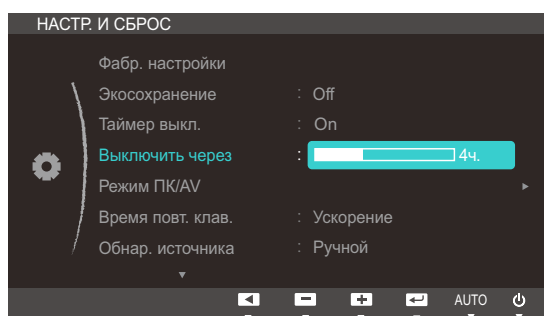 НАСТР. И СБРОС
Фабр. настройки
Экосохранение : Off
Таймер выкл. : On
Выключить через : 4ч.
Режим ПК/AV
Время повт. клав. : Ускорение
Обнар. источника : Ручной
AUTO